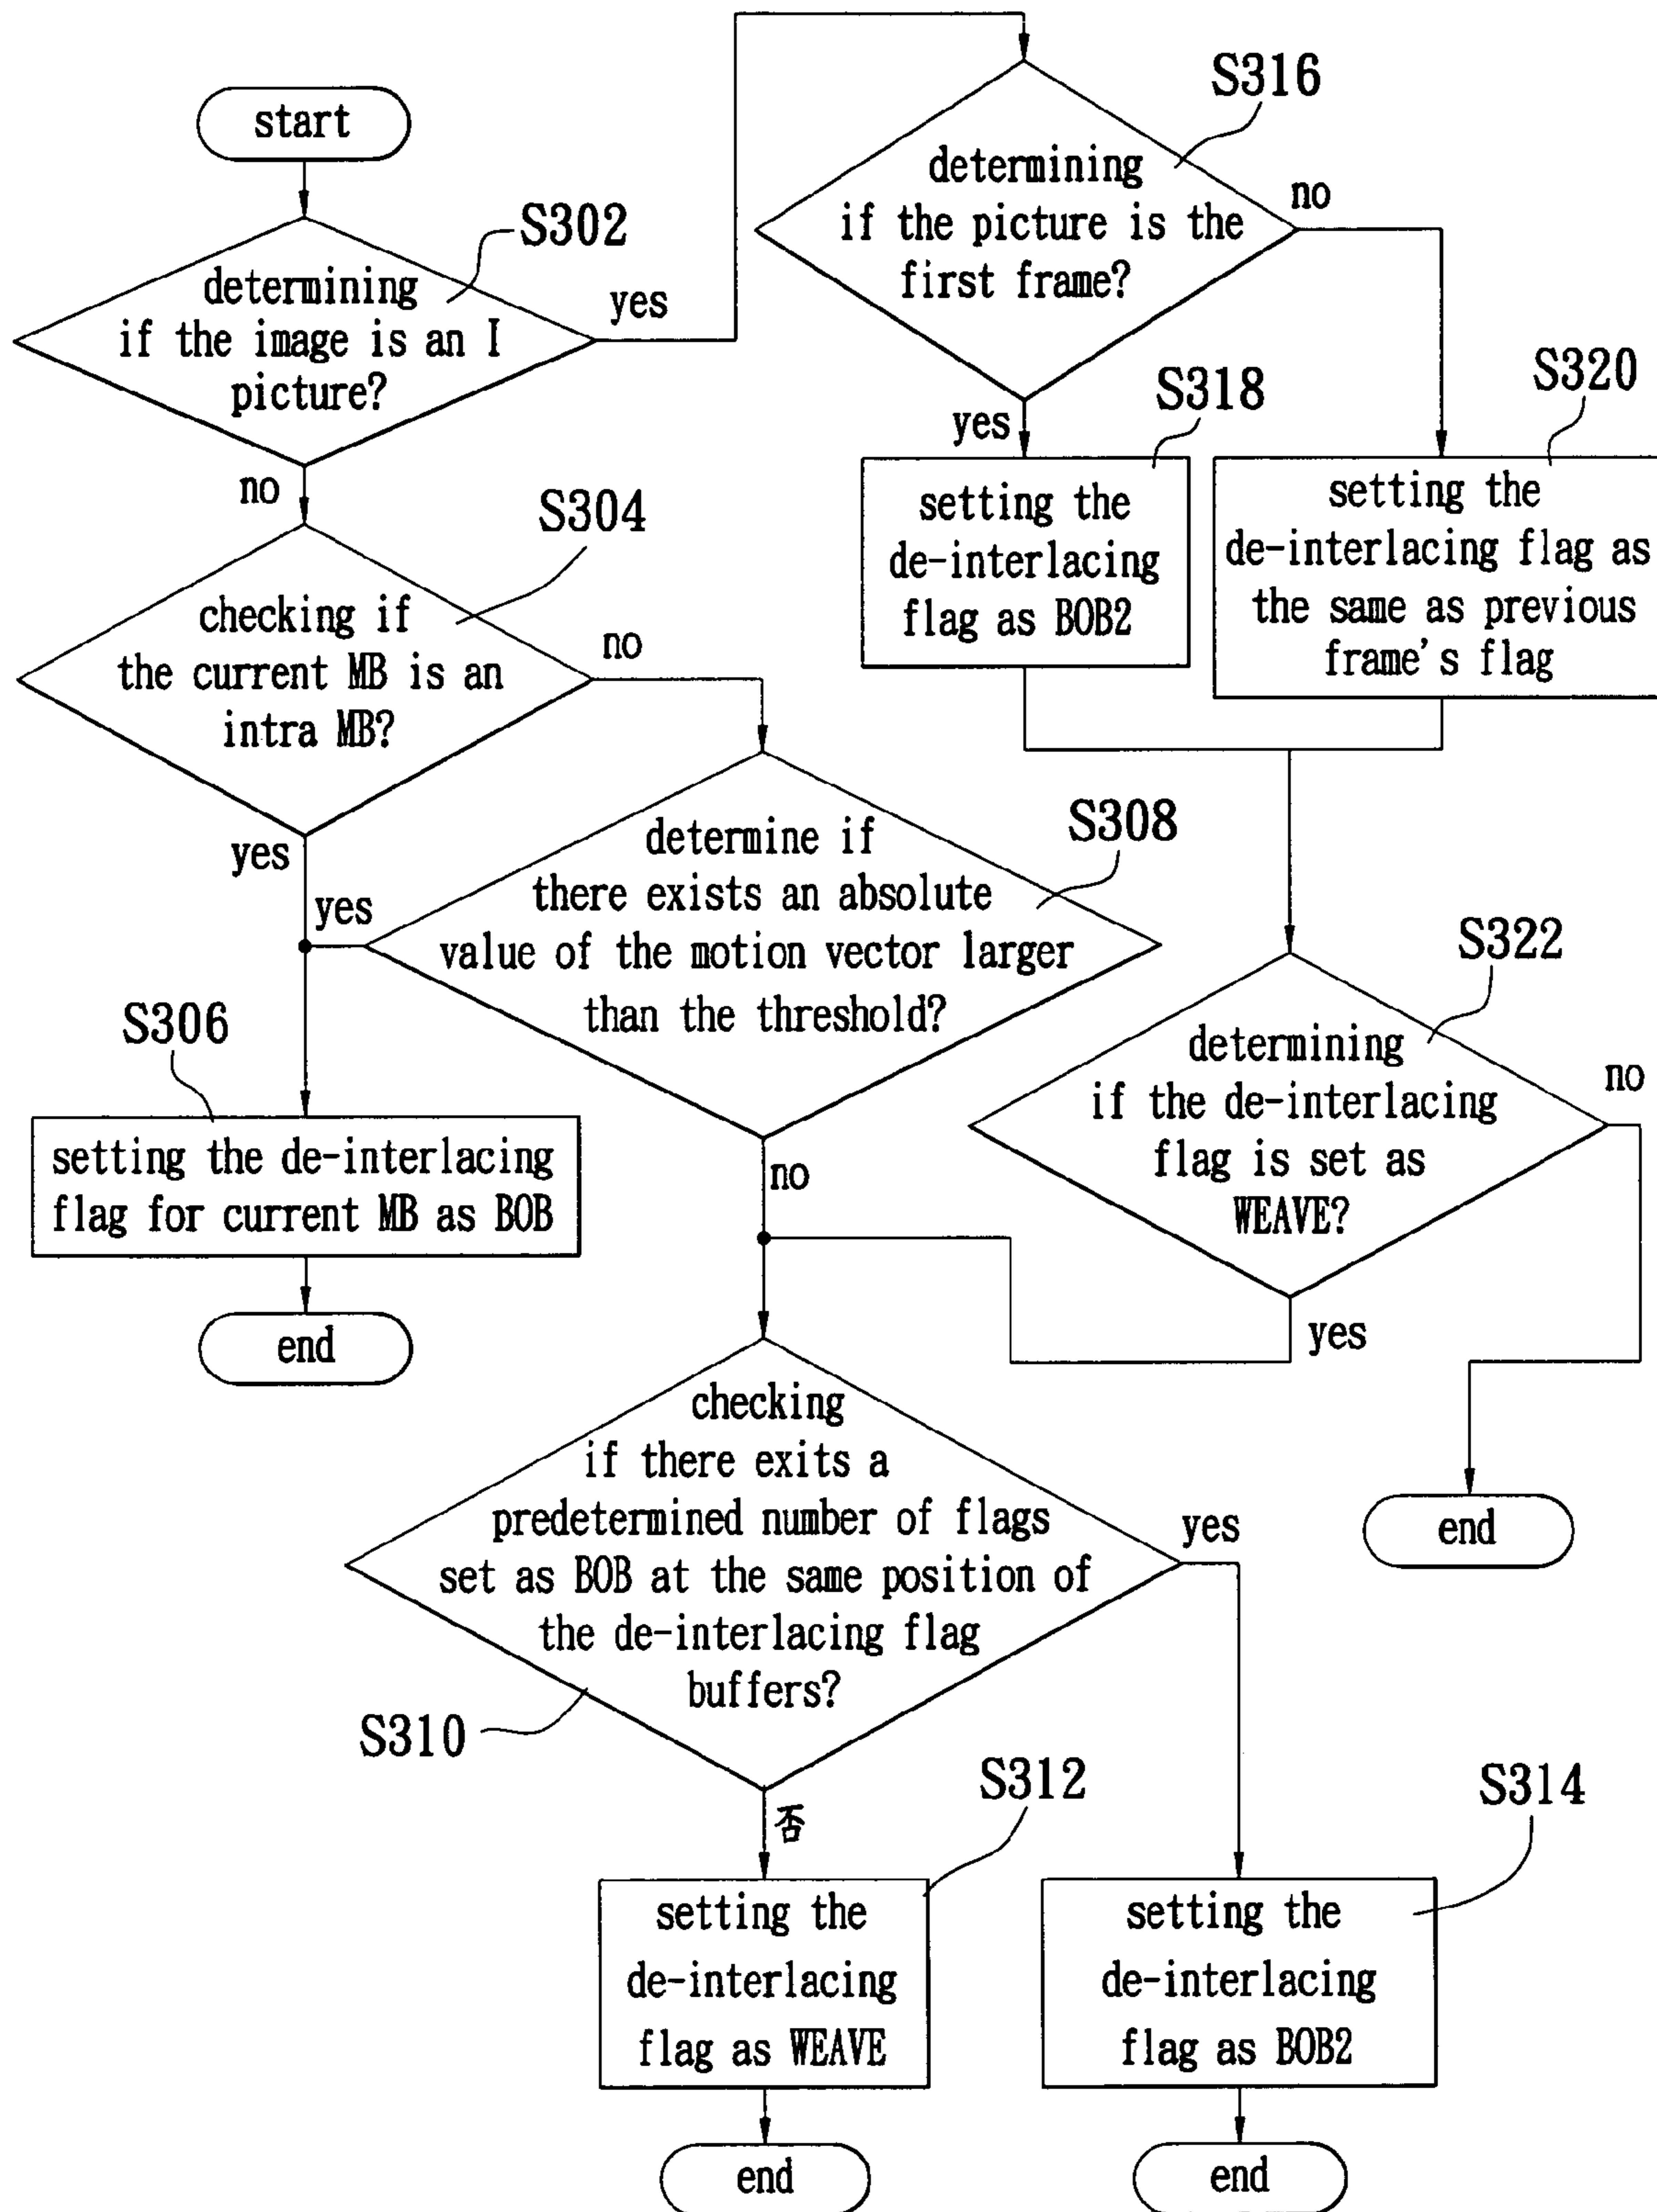 start
S302
determining
if the image is an I
picture?
yes
no
S304
checking if
the current MB is an
intra MB?
no
yes
S306
setting the de-interlacing
flag for current MB as BOB
end
S308
determine if
there exists an absolute
value of the motion vector larger
than the threshold?
yes
no
S316
determining
if the picture is the
first frame?
no
yes
S318
setting the
de-interlacing
flag as BOB2
S320
setting the
de-interlacing flag as
the same as previous
frame's flag
S322
determining
if the de-interlacing
flag is set as
WEAVE?
no
yes
end
checking
if there exits a
predetermined number of flags
set as BOB at the same position of
the de-interlacing flag
buffers?
S310
yes
否
S312
setting the
de-interlacing
flag as WEAVE
end
S314
setting the
de-interlacing
flag as BOB2
end